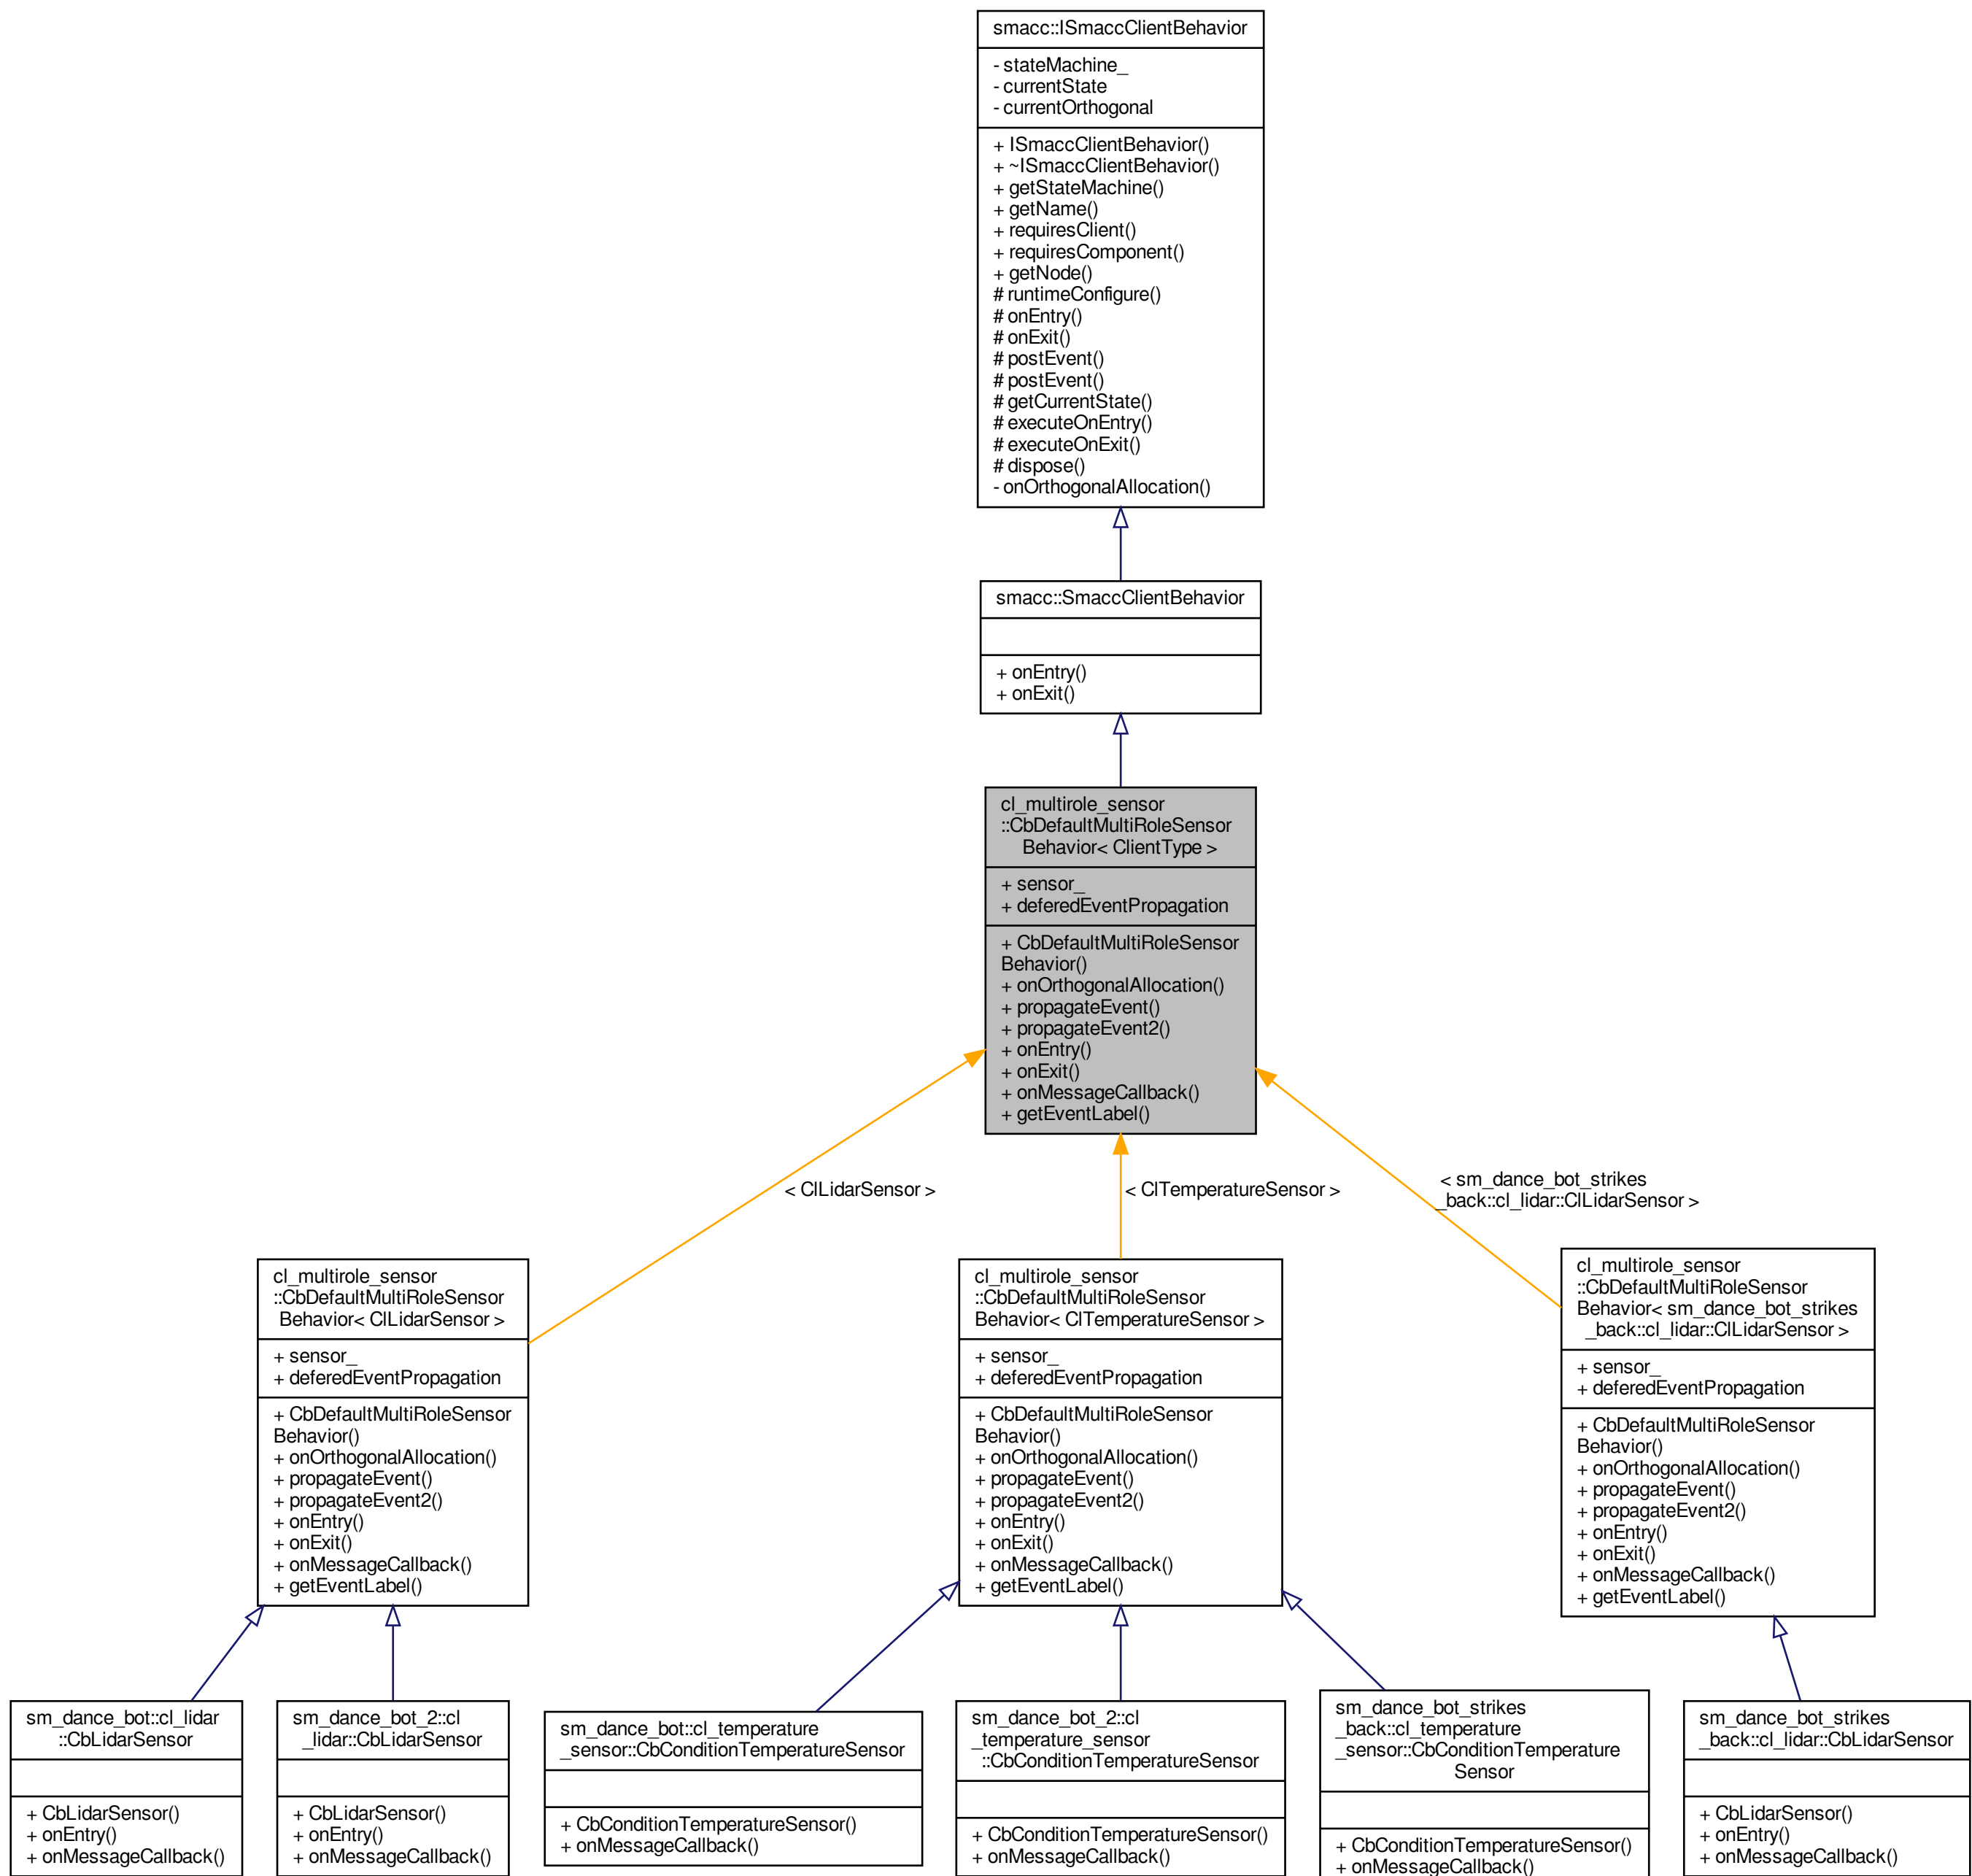 smacc::ISmaccClientBehavior
- stateMachine_
- currentState
- currentOrthogonal
+ ISmaccClientBehavior()
+ ~ISmaccClientBehavior()
+ getStateMachine()
+ getName()
+ requiresClient()
+ requiresComponent()
+ getNode()
# runtimeConfigure()
# onEntry()
# onExit()
# postEvent()
# postEvent()
# getCurrentState()
# executeOnEntry()
# executeOnExit()
# dispose()
- onOrthogonalAllocation()
smacc::SmaccClientBehavior
+ onEntry()
+ onExit()
cl_multirole_sensor
::CbDefaultMultiRoleSensor
Behavior< ClientType >
+ sensor_
+ deferedEventPropagation
+ CbDefaultMultiRoleSensor
Behavior()
+ onOrthogonalAllocation()
+ propagateEvent()
+ propagateEvent2()
+ onEntry()
+ onExit()
+ onMessageCallback()
+ getEventLabel()
< ClLidarSensor >
< ClTemperatureSensor >
< sm_dance_bot_strikes
_back::cl_lidar::ClLidarSensor >
cl_multirole_sensor
::CbDefaultMultiRoleSensor
Behavior< ClLidarSensor >
+ sensor_
+ deferedEventPropagation
+ CbDefaultMultiRoleSensor
Behavior()
+ onOrthogonalAllocation()
+ propagateEvent()
+ propagateEvent2()
+ onEntry()
+ onExit()
+ onMessageCallback()
+ getEventLabel()
cl_multirole_sensor
::CbDefaultMultiRoleSensor
Behavior< ClTemperatureSensor >
+ sensor_
+ deferedEventPropagation
+ CbDefaultMultiRoleSensor
Behavior()
+ onOrthogonalAllocation()
+ propagateEvent()
+ propagateEvent2()
+ onEntry()
+ onExit()
+ onMessageCallback()
+ getEventLabel()
cl_multirole_sensor
::CbDefaultMultiRoleSensor
Behavior< sm_dance_bot_strikes
_back::cl_lidar::ClLidarSensor >
+ sensor_
+ deferedEventPropagation
+ CbDefaultMultiRoleSensor
Behavior()
+ onOrthogonalAllocation()
+ propagateEvent()
+ propagateEvent2()
+ onEntry()
+ onExit()
+ onMessageCallback()
+ getEventLabel()
sm_dance_bot::cl_lidar
::CbLidarSensor
+ CbLidarSensor()
+ onEntry()
+ onMessageCallback()
sm_dance_bot_2::cl
_lidar::CbLidarSensor
+ CbLidarSensor()
+ onEntry()
+ onMessageCallback()
sm_dance_bot::cl_temperature
_sensor::CbConditionTemperatureSensor
+ CbConditionTemperatureSensor()
+ onMessageCallback()
sm_dance_bot_2::cl
_temperature_sensor
::CbConditionTemperatureSensor
+ CbConditionTemperatureSensor()
+ onMessageCallback()
sm_dance_bot_strikes
_back::cl_temperature
_sensor::CbConditionTemperature
Sensor
+ CbConditionTemperatureSensor()
+ onMessageCallback()
sm_dance_bot_strikes
_back::cl_lidar::CbLidarSensor
+ CbLidarSensor()
+ onEntry()
+ onMessageCallback()